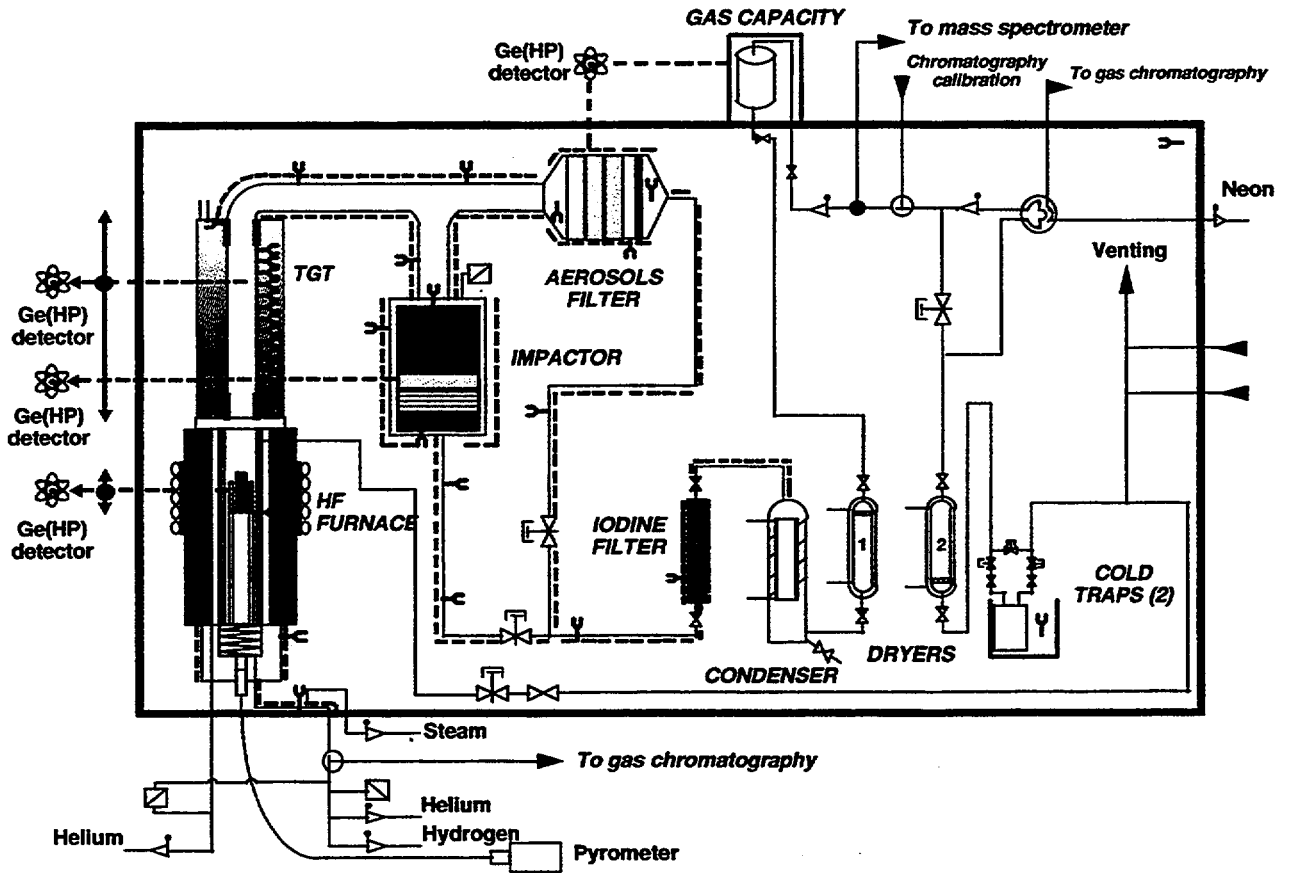 GAS CAPACITY
To mass spectrometer
Ge(HP)
detector
Chromatography
calibration
To gas chromatography
Neon
Venting
TGT
AEROSOLS
FILTER
Ge(HP)
detector
IMPACTOR
Ge(HP)
detector
HF
FURNACE
Ge(HP)
detector
IODINE
FILTER
1
2
COLD
TRAPS (2)
DRYERS
CONDENSER
Steam
To gas chromatography
Helium
Helium
Hydrogen
Pyrometer